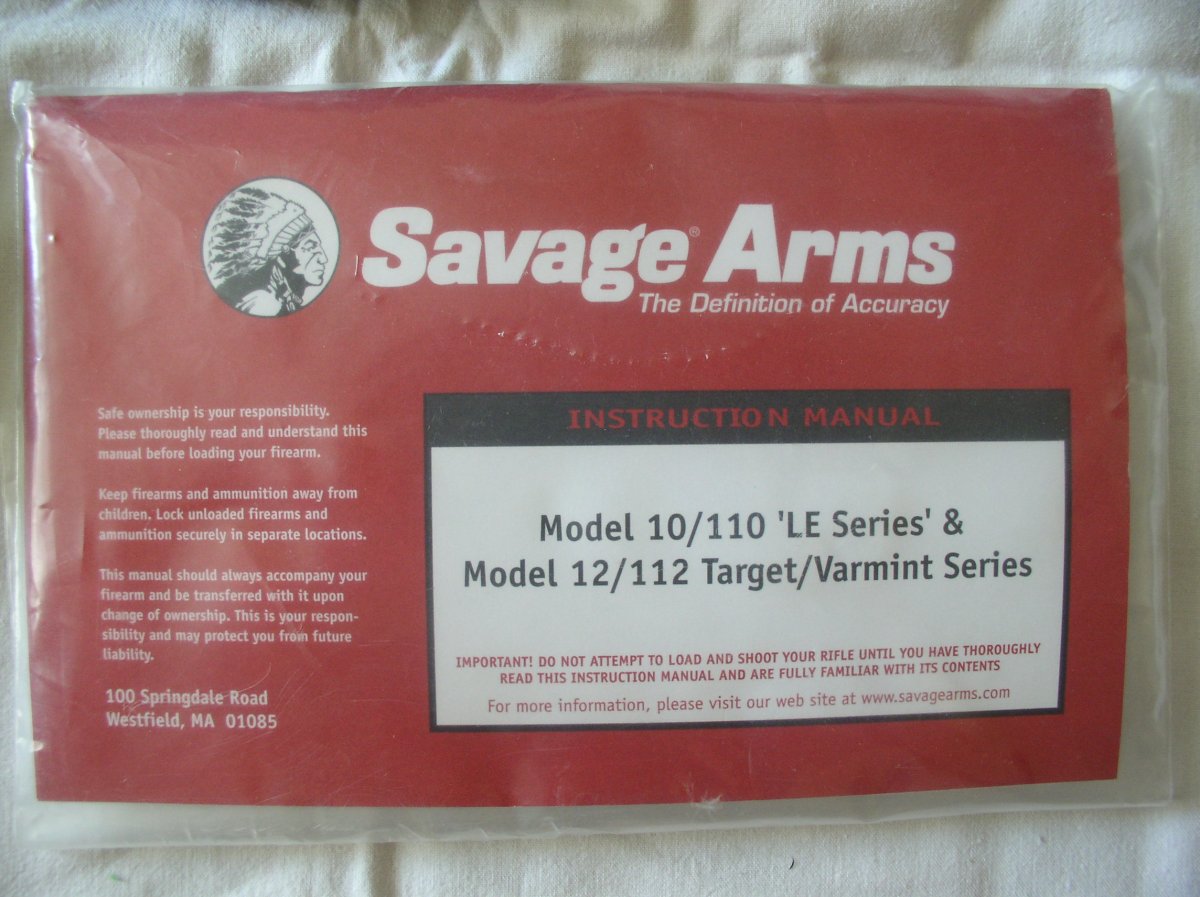 Savage® Arms
The Definition of Accuracy
Safe ownership is your responsibility.
Please thoroughly read and understand this
manual before loading your firearm.
Keep firearms and ammunition away from
children. Lock unloaded firearms and
ammunition securely in separate locations.
This manual should always accompany your
firearm and be transferred with it upon
change of ownership. This is your respon-
sibility and may protect you from future
liability.
100 Springdale Road
Westfield, MA 01085
INSTRUCTION MANUAL
Model 10/110 'LE Series' &
Model 12/112 Target/Varmint Series
IMPORTANT! DO NOT ATTEMPT TO LOAD AND SHOOT YOUR RIFLE UNTIL YOU HAVE THOROUGHLY
READ THIS INSTRUCTION MANUAL AND ARE FULLY FAMILIAR WITH ITS CONTENTS
For more information, please visit our web site at www.savagearms.com